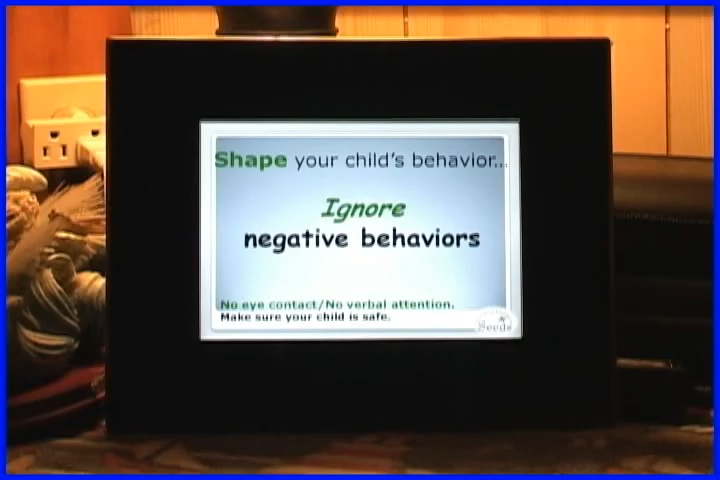 Shape your child's behavior...
Ignore
negative behaviors
No eye contact/No verbal attention.
Make sure your child is safe.
Seeds